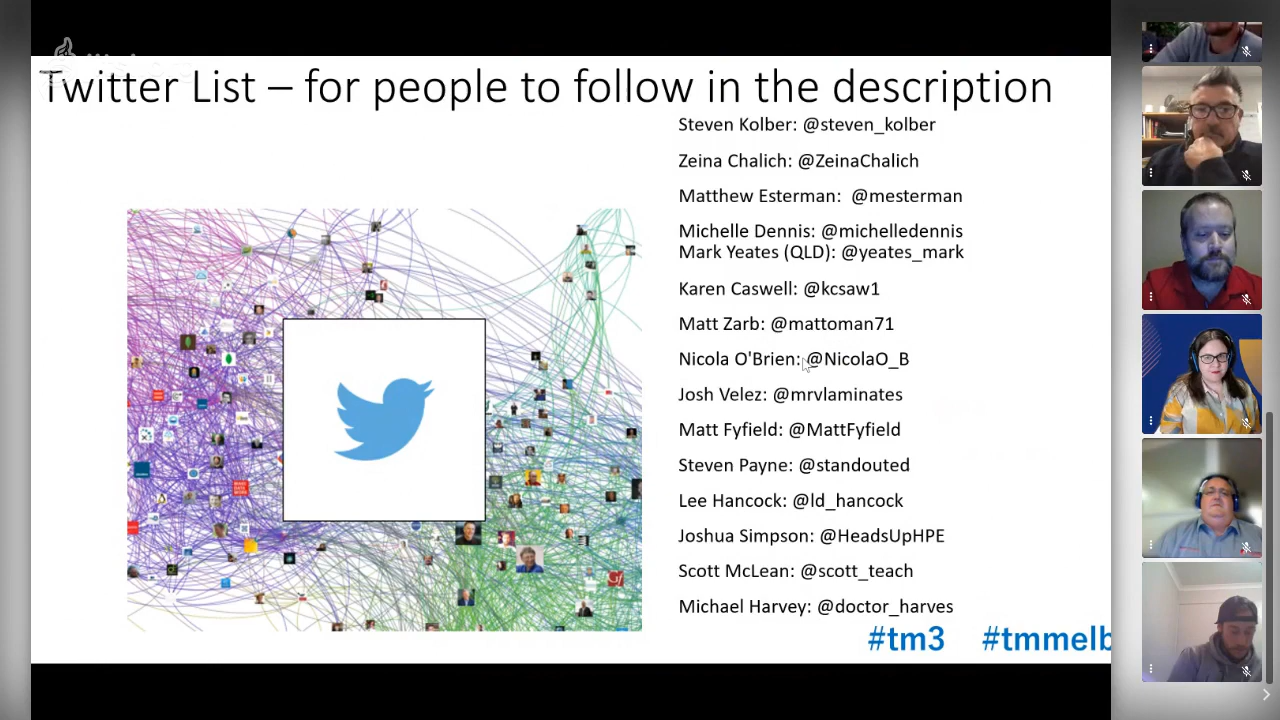 Twitter List – for people to follow in the description
Steven Kolber: @steven_kolber
Zeina Chalich: @ZeinaChalich
Matthew Esterman:  @mesterman
Michelle Dennis: @michelledennis
Mark Yeates (QLD): @yeates_mark
Karen Caswell: @kcsaw1
Matt Zarb: @mattoman71
Nicola O'Brien: @NicolaO_B
Josh Velez: @mrvlaminates
Matt Fyfield: @MattFyfield
Steven Payne: @standouted
Lee Hancock: @ld_hancock
Joshua Simpson: @HeadsUpHPE
Scott McLean: @scott_teach
Michael Harvey: @doctor_harves
#tm3 #tmmelb